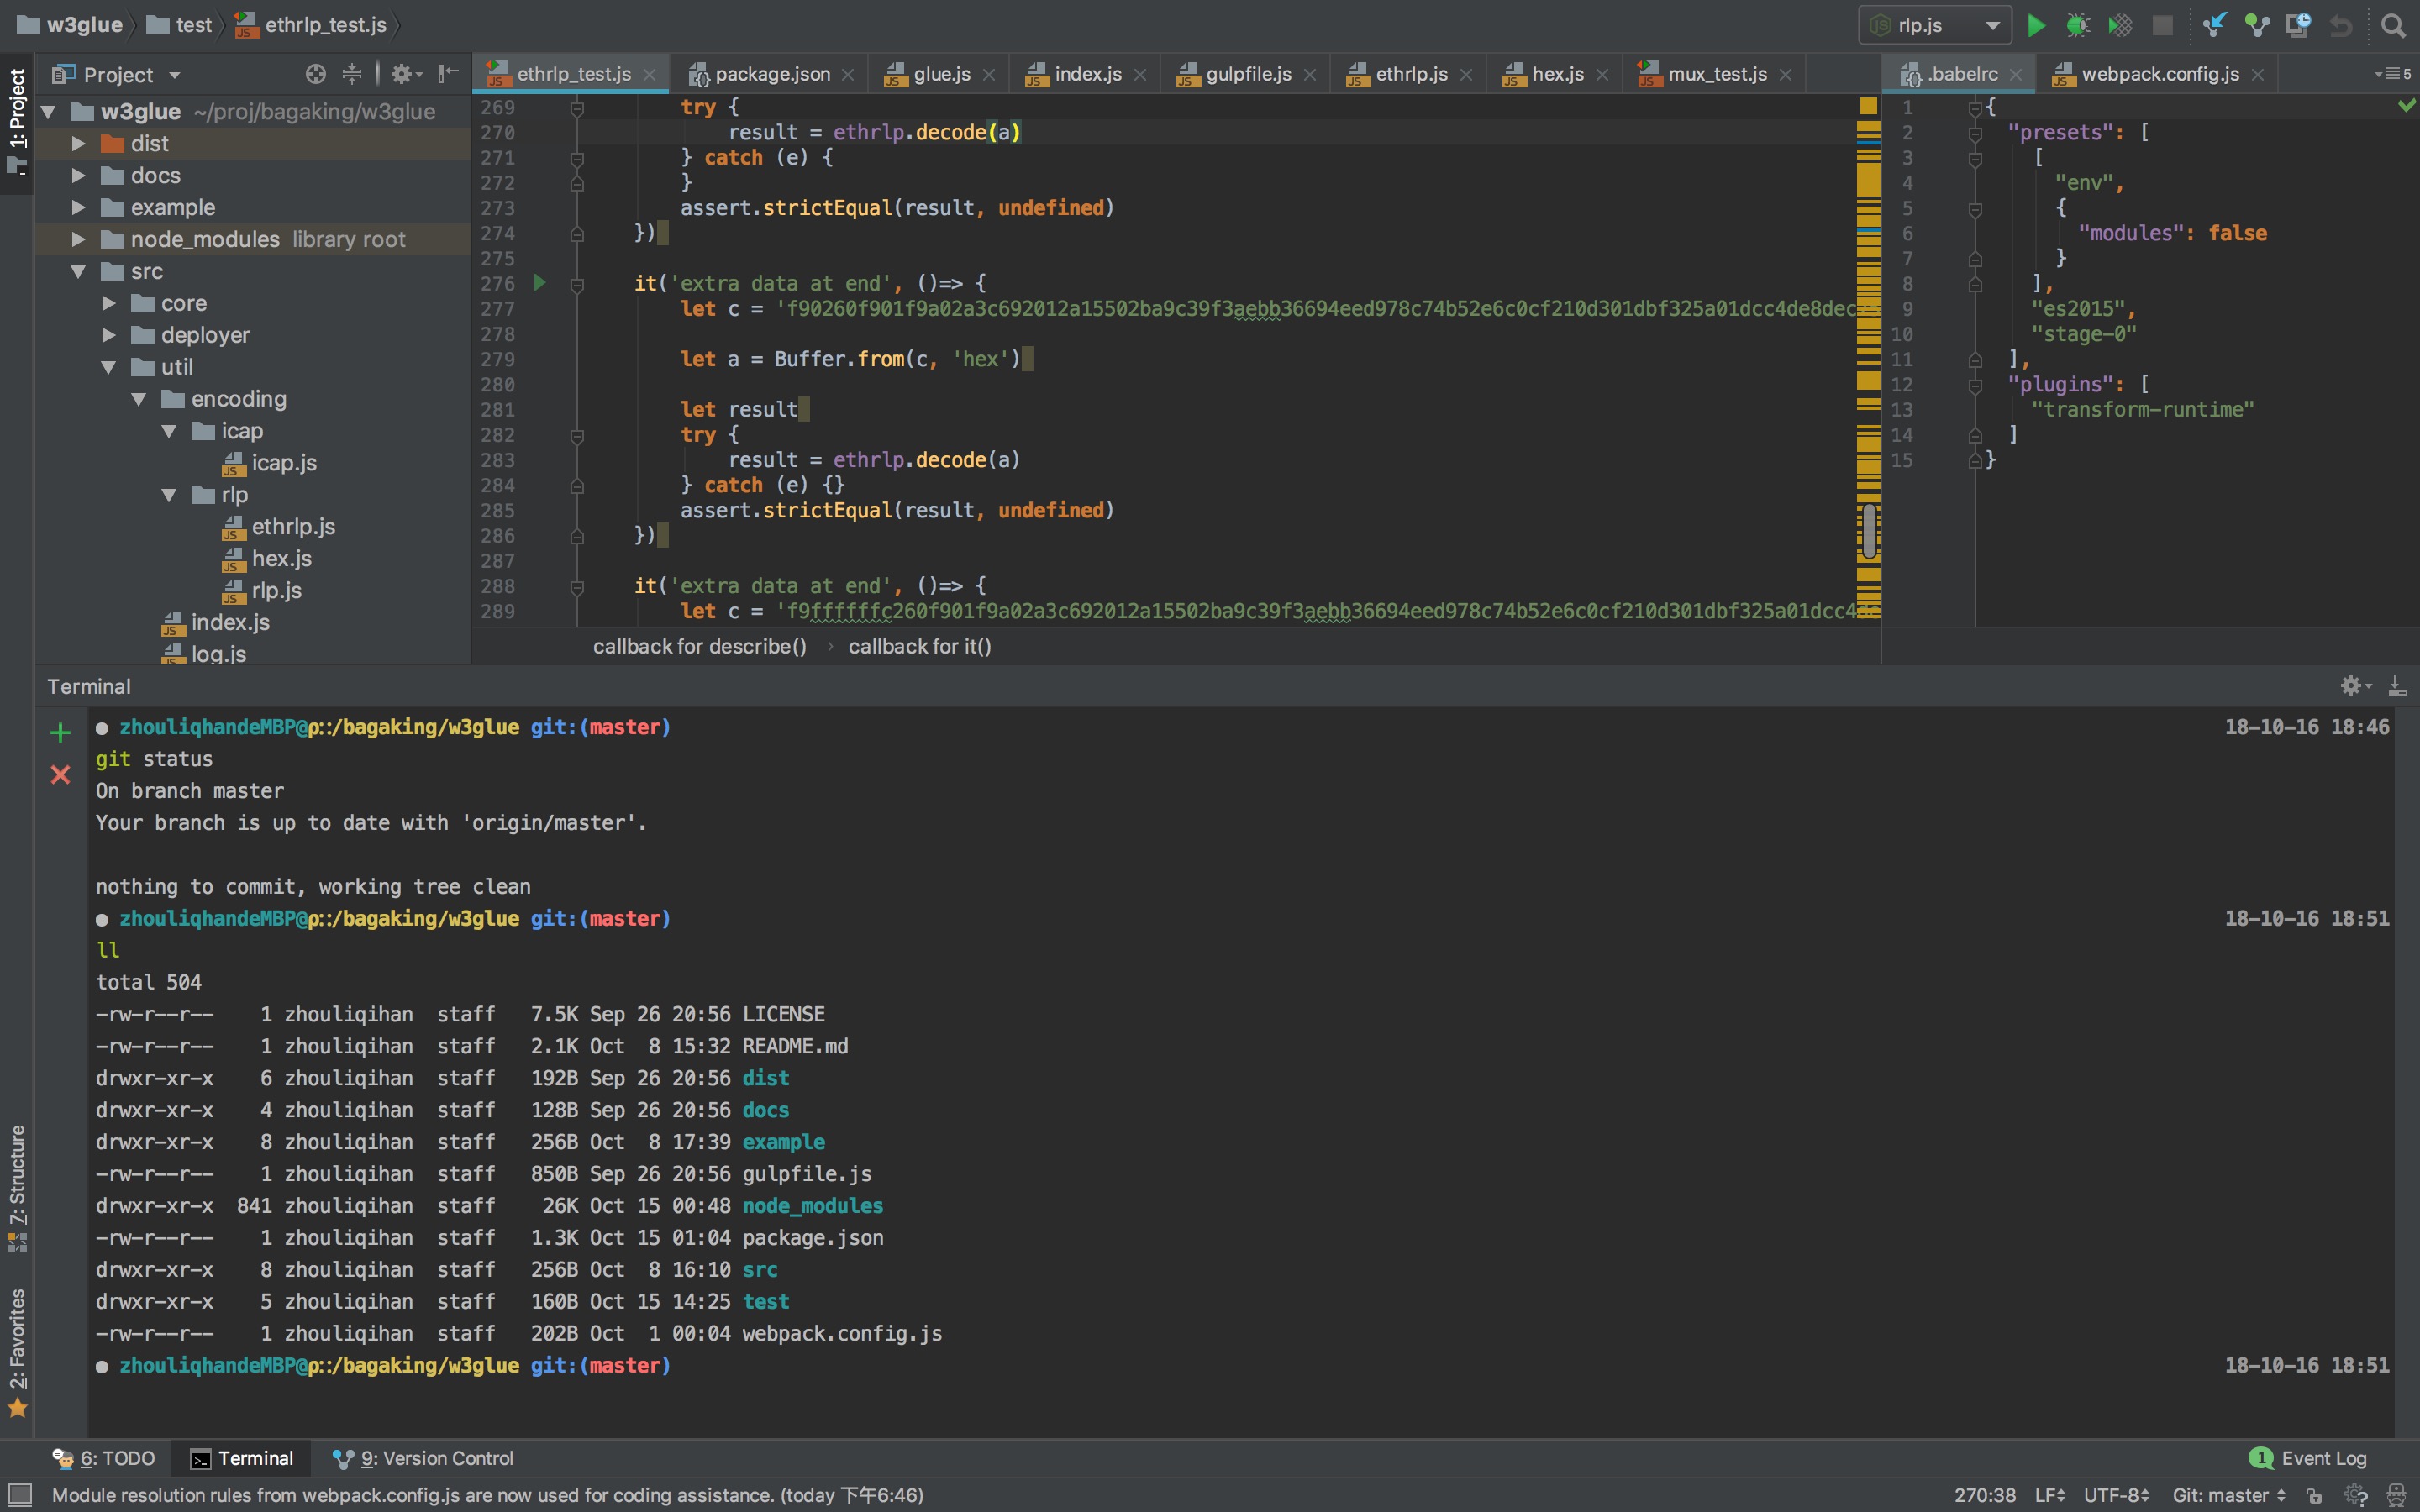 w3glue test ethrlp_test.js
rlp.js
1: Project
Project
w3glue ~/proj/bagaking/w3glue
dist
docs
example
node_modules library root
src
core
deployer
util
encoding
icap
icap.js
rlp
ethrlp.js
hex.js
rlp.js
index.js
log.js
ethrlp_test.js package.json glue.js index.js gulpfile.js ethrlp.js hex.js mux_test.js
269 try {
270 result = ethrlp.decode(a)
271 } catch (e) {
272 }
273 assert.strictEqual(result, undefined)
274 })
275
276 it('extra data at end', ()=> {
277 let c = 'f90260f901f9a02a3c692012a15502ba9c39f3aebb36694eed978c74b52e6c0cf210d301dbf325a01dcc4de8dec
278
279 let a = Buffer.from(c, 'hex')
280
281 let result
282 try {
283 result = ethrlp.decode(a)
284 } catch (e) {}
285 assert.strictEqual(result, undefined)
286 })
287
288 it('extra data at end', ()=> {
289 let c = 'f9ffffffc260f901f9a02a3c692012a15502ba9c39f3aebb36694eed978c74b52e6c0cf210d301dbf325a01dcc4
callback for describe() › callback for it()
.babelrc webpack.config.js 5
1 {
2 "presets": [
3 [
4 "env",
5 {
6 "modules": false
7 }
8 ],
9 "es2015",
10 "stage-0"
11 ],
12 "plugins": [
13 "transform-runtime"
14 ]
15 }
Terminal
● zhouliqhandeMBP@ρ::/bagaking/w3glue git:(master) 18-10-16 18:46
git status
On branch master
Your branch is up to date with 'origin/master'.
nothing to commit, working tree clean
● zhouliqhandeMBP@ρ::/bagaking/w3glue git:(master) 18-10-16 18:51
ll
total 504
-rw-r--r-- 1 zhouliqihan staff 7.5K Sep 26 20:56 LICENSE
-rw-r--r-- 1 zhouliqihan staff 2.1K Oct 8 15:32 README.md
drwxr-xr-x 6 zhouliqihan staff 192B Sep 26 20:56 dist
drwxr-xr-x 4 zhouliqihan staff 128B Sep 26 20:56 docs
drwxr-xr-x 8 zhouliqihan staff 256B Oct 8 17:39 example
-rw-r--r-- 1 zhouliqihan staff 850B Sep 26 20:56 gulpfile.js
drwxr-xr-x 841 zhouliqihan staff 26K Oct 15 00:48 node_modules
-rw-r--r-- 1 zhouliqihan staff 1.3K Oct 15 01:04 package.json
drwxr-xr-x 8 zhouliqihan staff 256B Oct 8 16:10 src
drwxr-xr-x 5 zhouliqihan staff 160B Oct 15 14:25 test
-rw-r--r-- 1 zhouliqihan staff 202B Oct 1 00:04 webpack.config.js
● zhouliqhandeMBP@ρ::/bagaking/w3glue git:(master) 18-10-16 18:51
7: Structure
2: Favorites
6: TODO Terminal 9: Version Control 1 Event Log
Module resolution rules from webpack.config.js are now used for coding assistance. (today 下午6:46) 270:38 LF UTF-8 Git: master